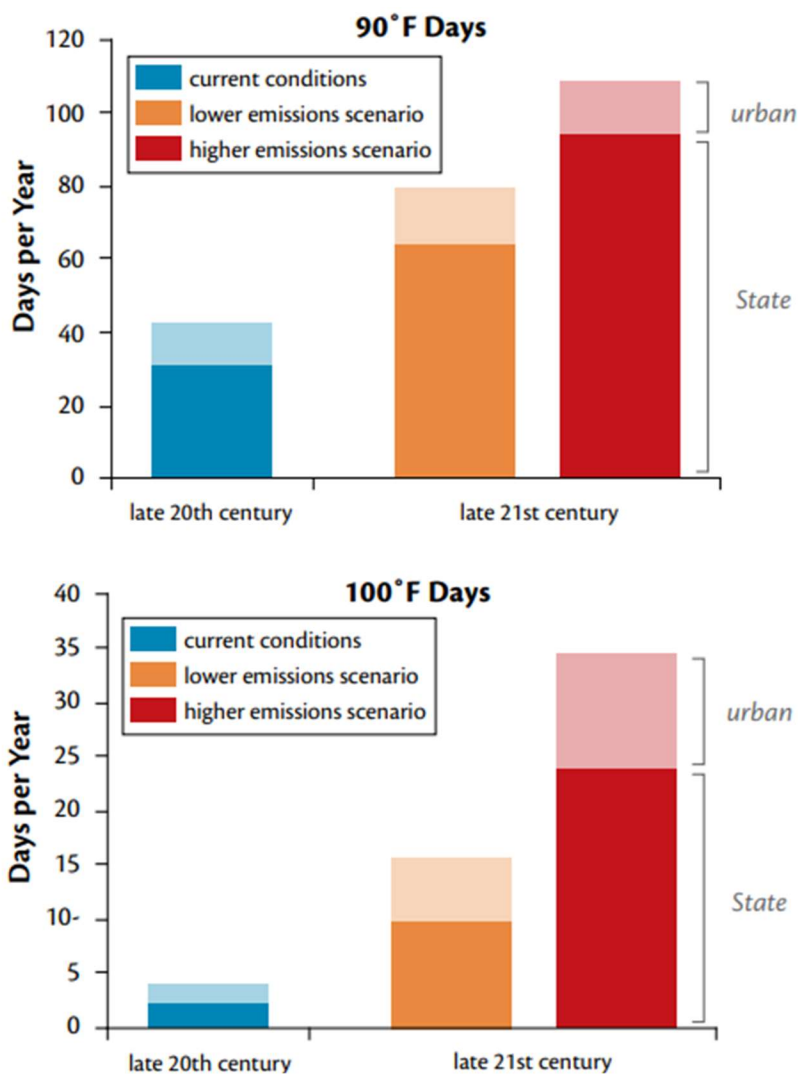 90°F Days
120
100
80
60
40
20
0
Days per Year
current conditions
lower emissions scenario
higher emissions scenario
urban
State
late 20th century
late 21st century
100°F Days
40
35
30
25
20
15
10-
5
0
Days per Year
current conditions
lower emissions scenario
higher emissions scenario
urban
State
late 20th century
late 21st century